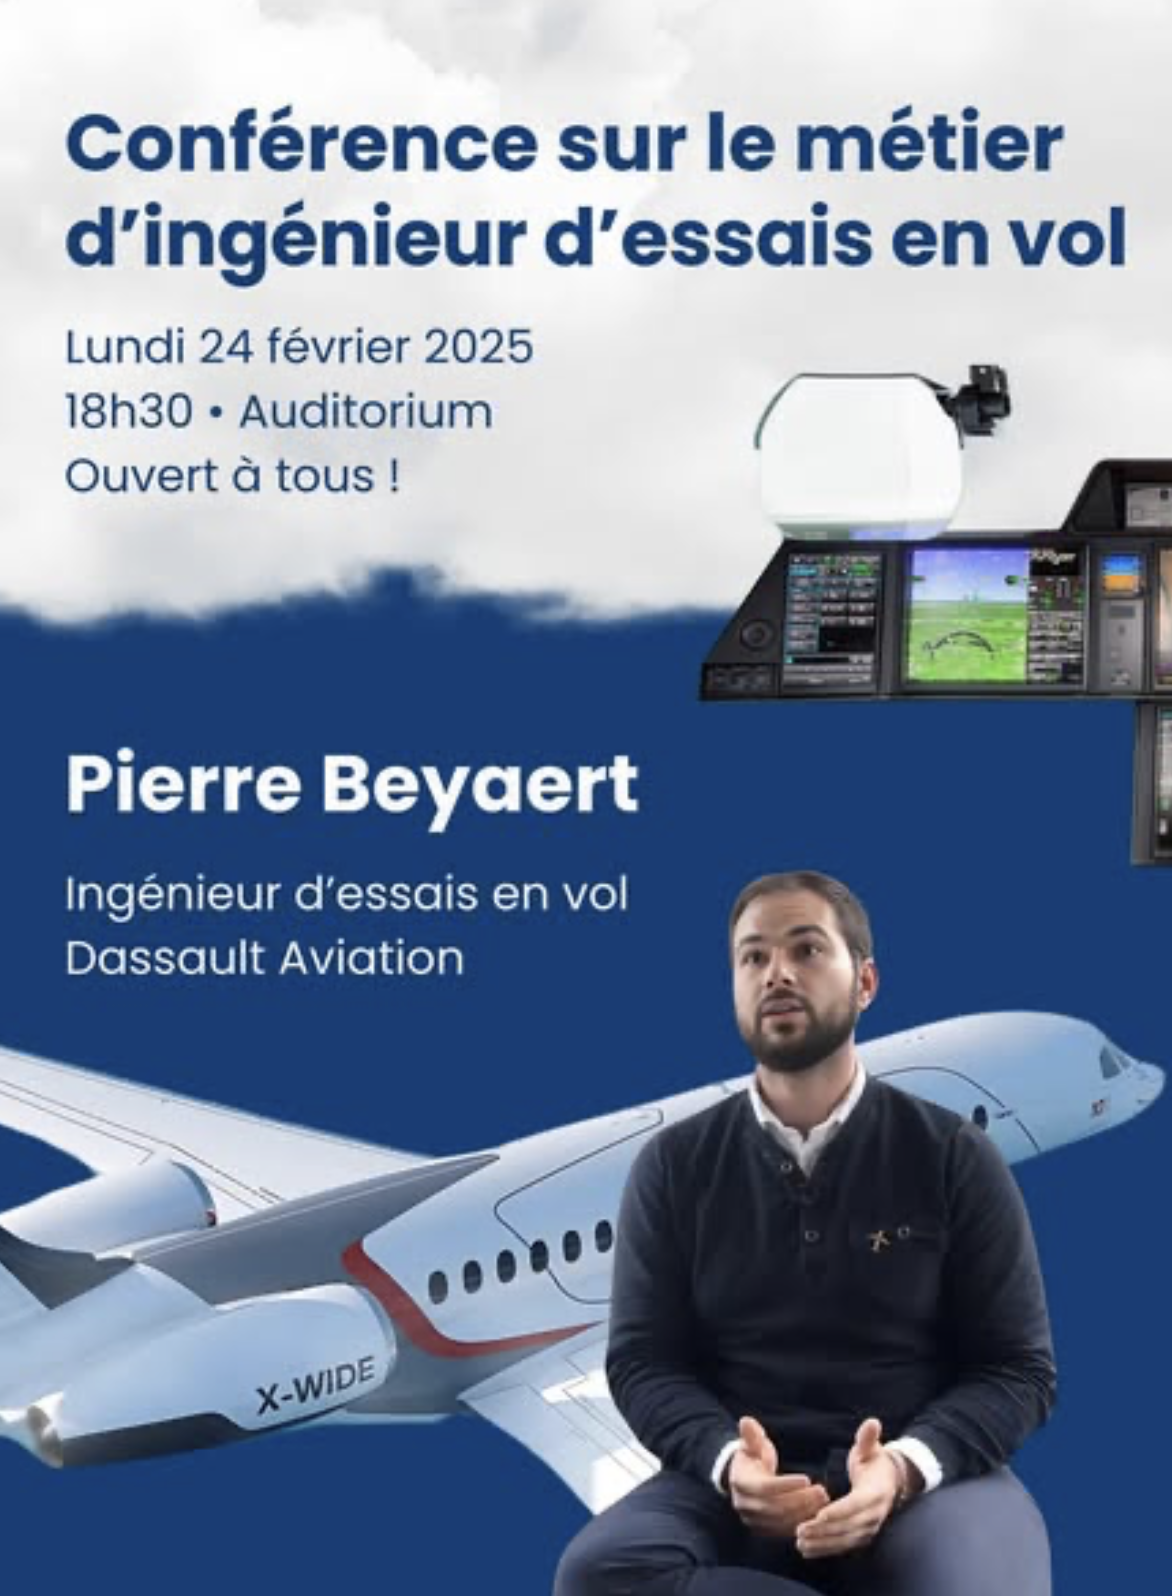 Conférence sur le métier
d’ingénieur d’essais en vol
Lundi 24 février 2025
18h30 • Auditorium
Ouvert à tous !
Pierre Beyaert
Ingénieur d’essais en vol
Dassault Aviation
X-WIDE